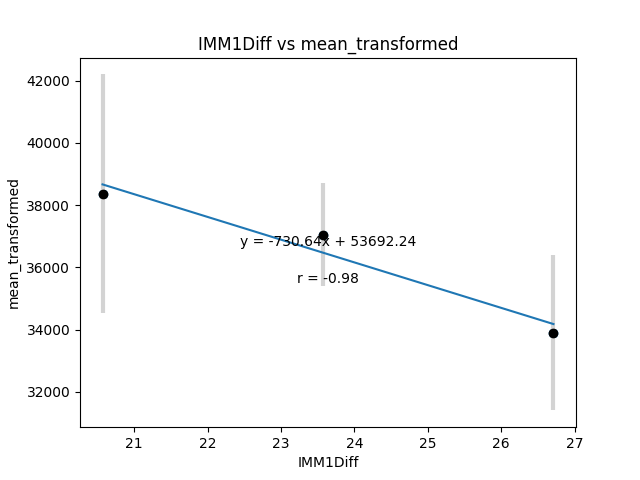 IMM1Diff vs mean_transformed
mean_transformed
42000
40000
38000
36000
34000
32000
y = -730.64x + 53692.24
r = -0.98
21
22
23
24
25
26
27
IMM1Diff